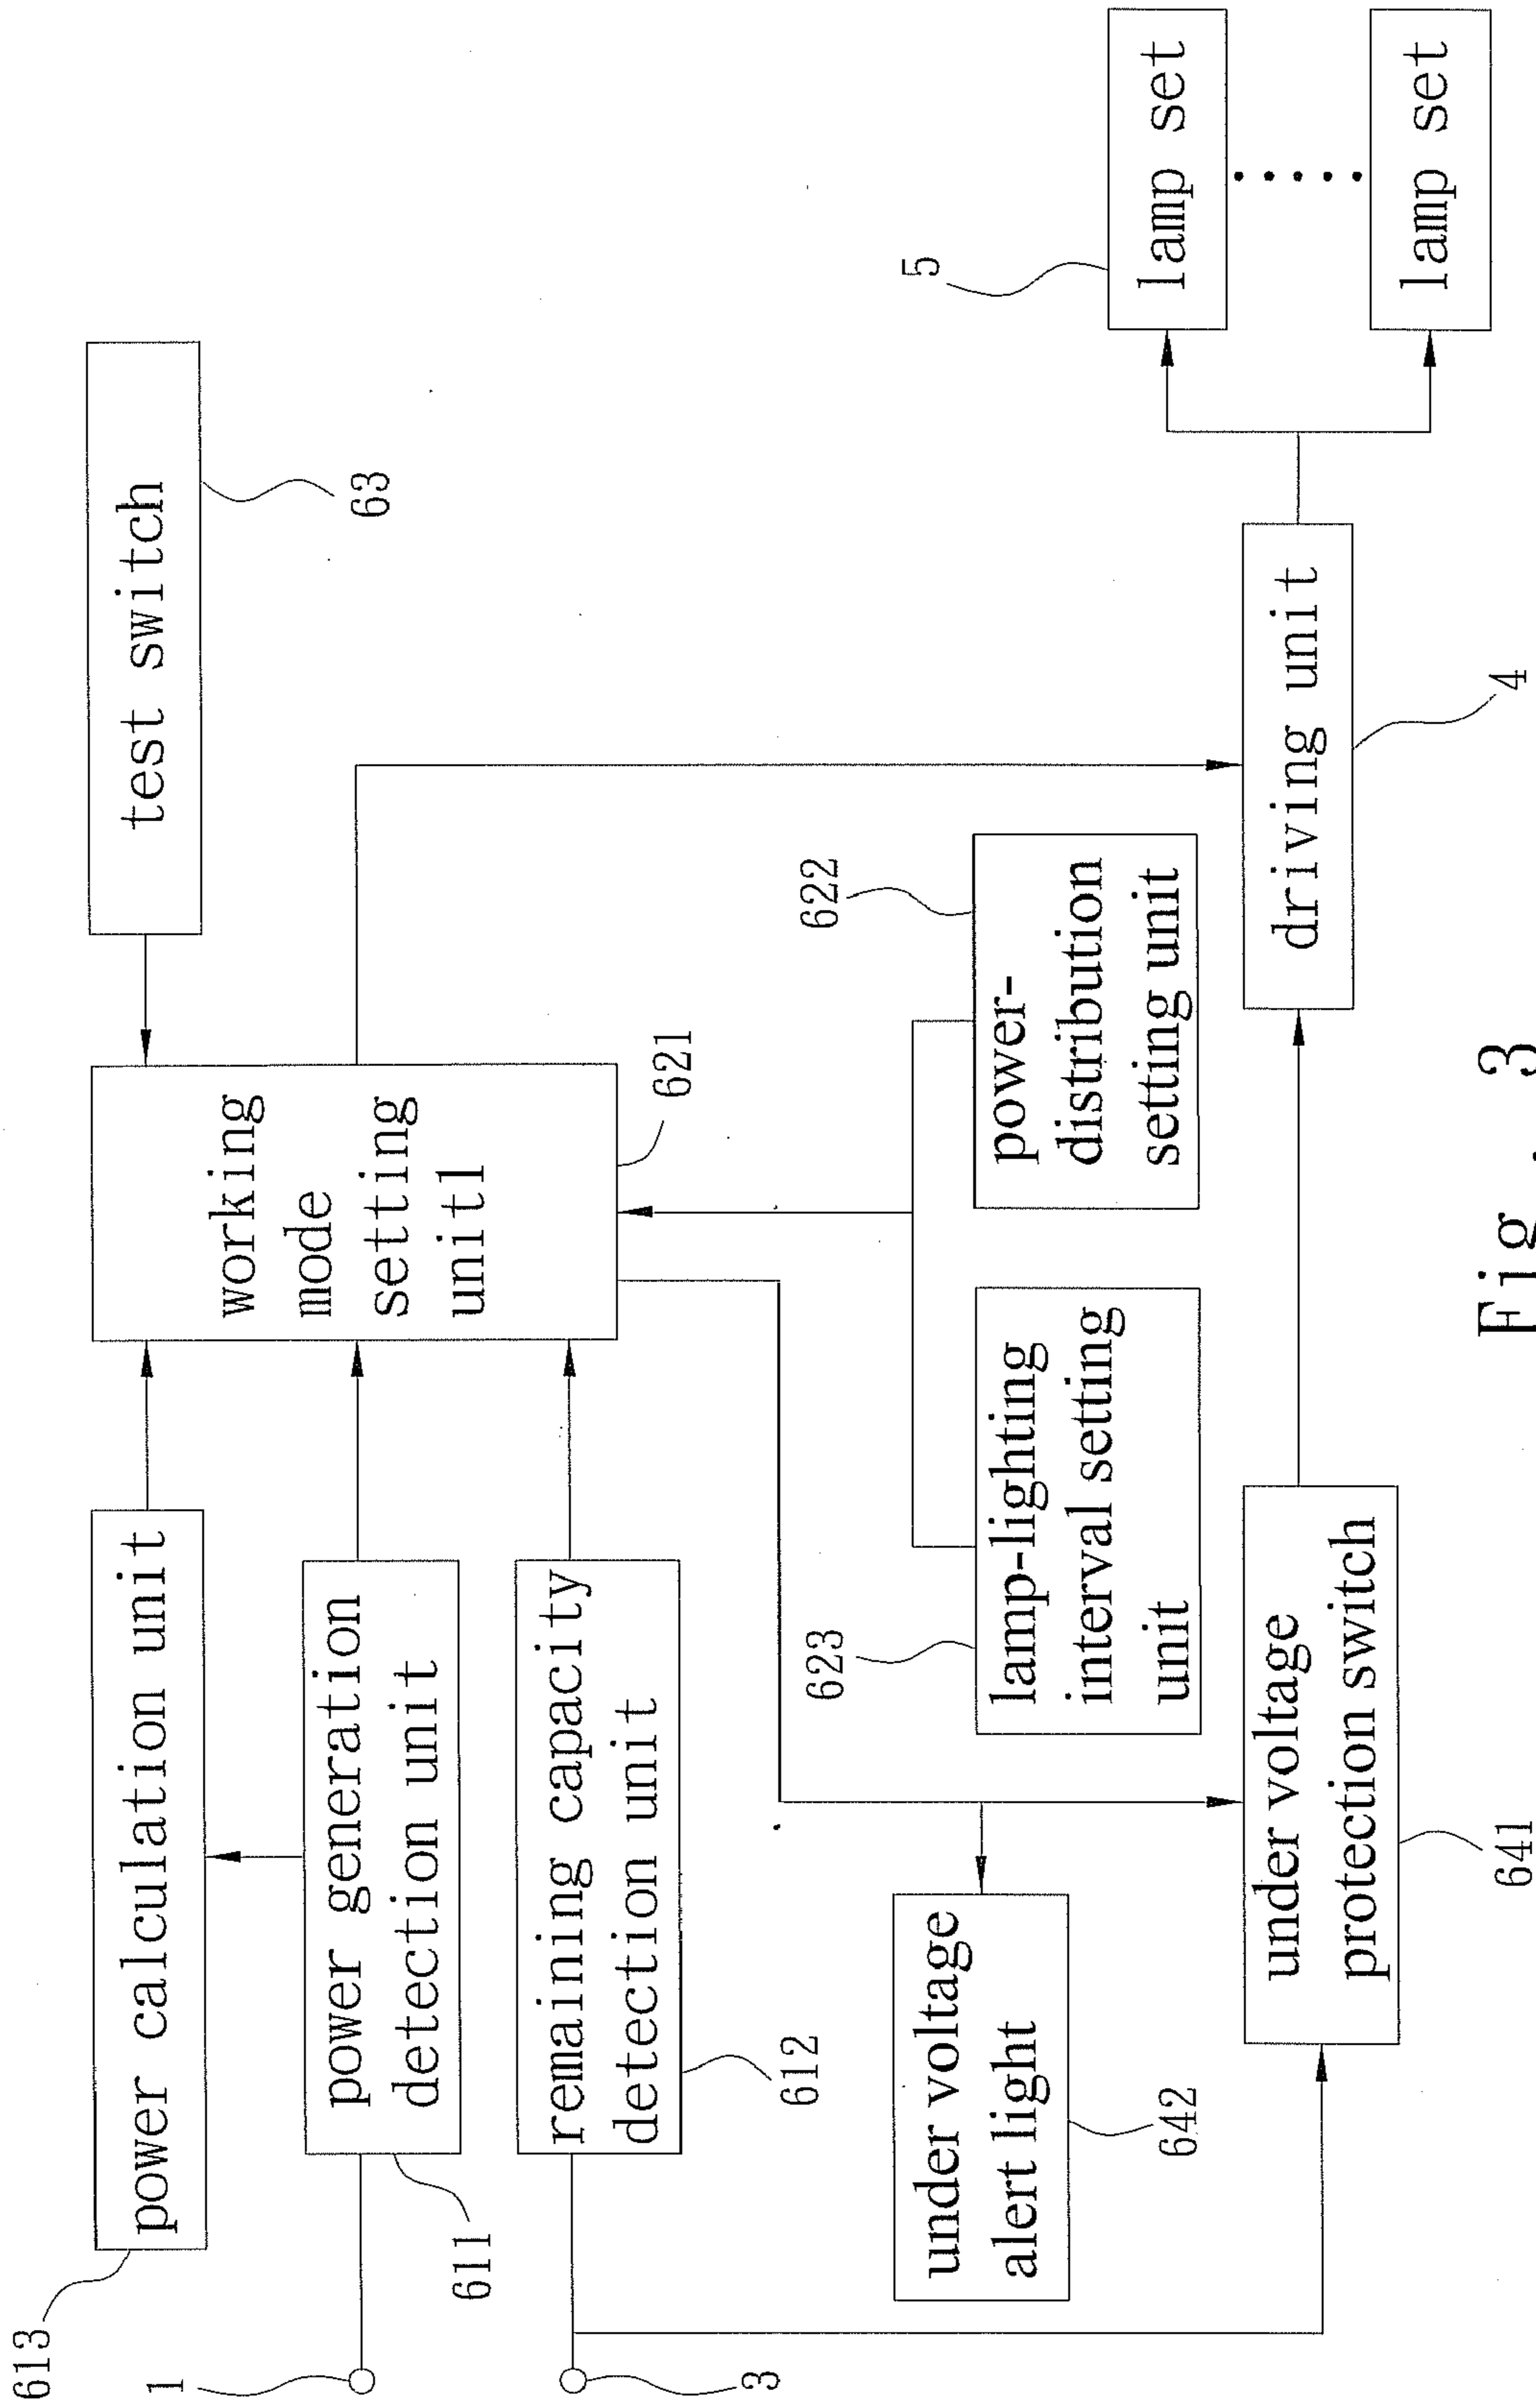 613
power calculation unit
1
611
power generation
detection unit
3
612
remaining capacity
detection unit
working
mode
setting
unitl
621
test switch
63
642
under voltage
alert light
623
lamp-lighting
interval setting
unit
622
power-
distribution
setting unit
641
under voltage
protection switch
driving unit
4
5
lamp set
lamp set
Fig. 3